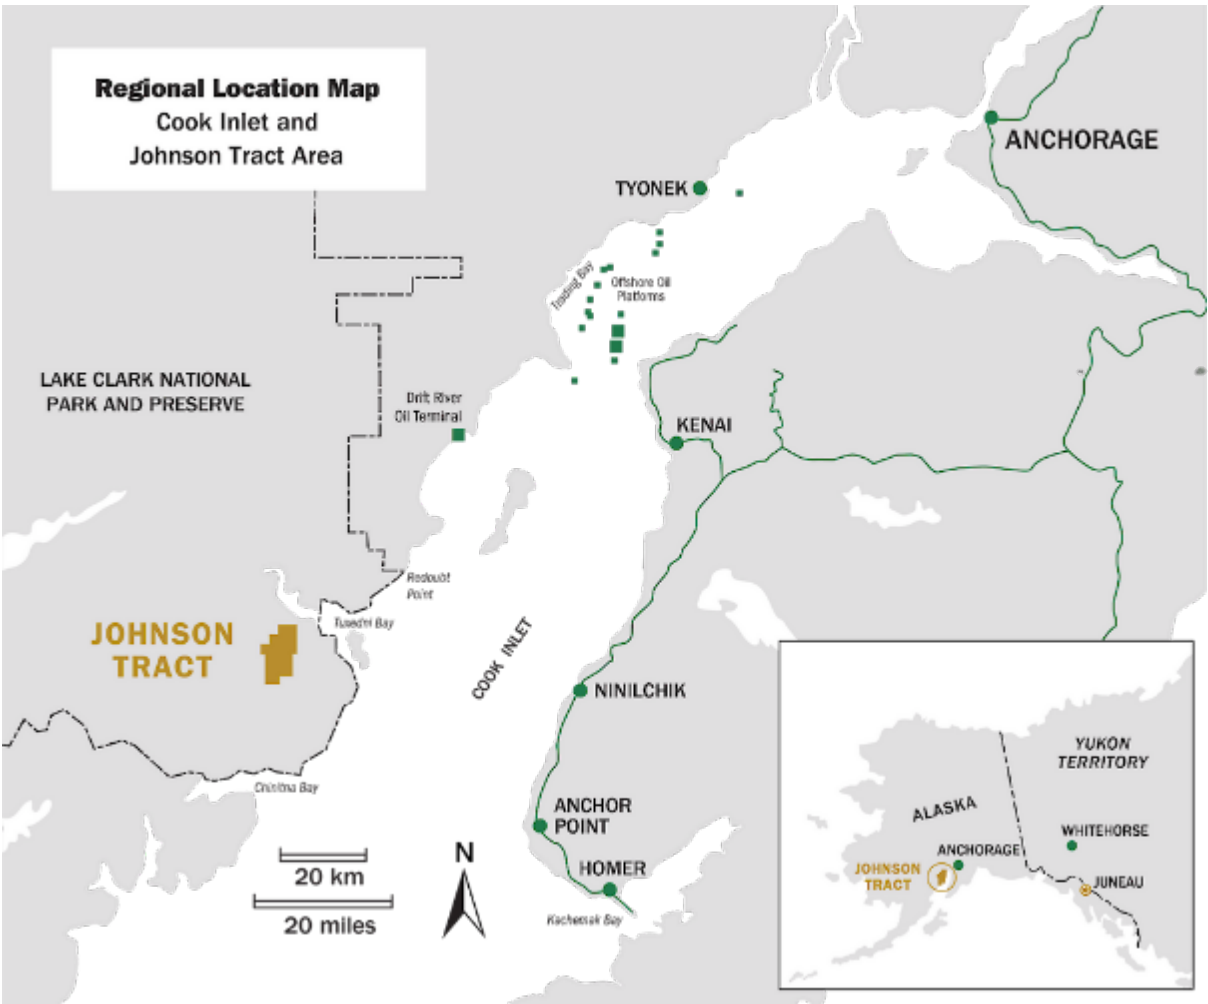 Regional Location Map
Cook Inlet and
Johnson Tract Area
ANCHORAGE
TYONEK
Trading Bay
Offshore Oil
Platforms
LAKE CLARK NATIONAL
PARK AND PRESERVE
Drift River
Oil Terminal
KENAI
Redoubt
Point
Tuxedni Bay
JOHNSON
TRACT
COOK INLET
NINILCHIK
Chinitna Bay
ANCHOR
POINT
HOMER
Kachemak Bay
20 km
20 miles
N
YUKON
TERRITORY
ALASKA
WHITEHORSE
ANCHORAGE
JOHNSON
TRACT
JUNEAU